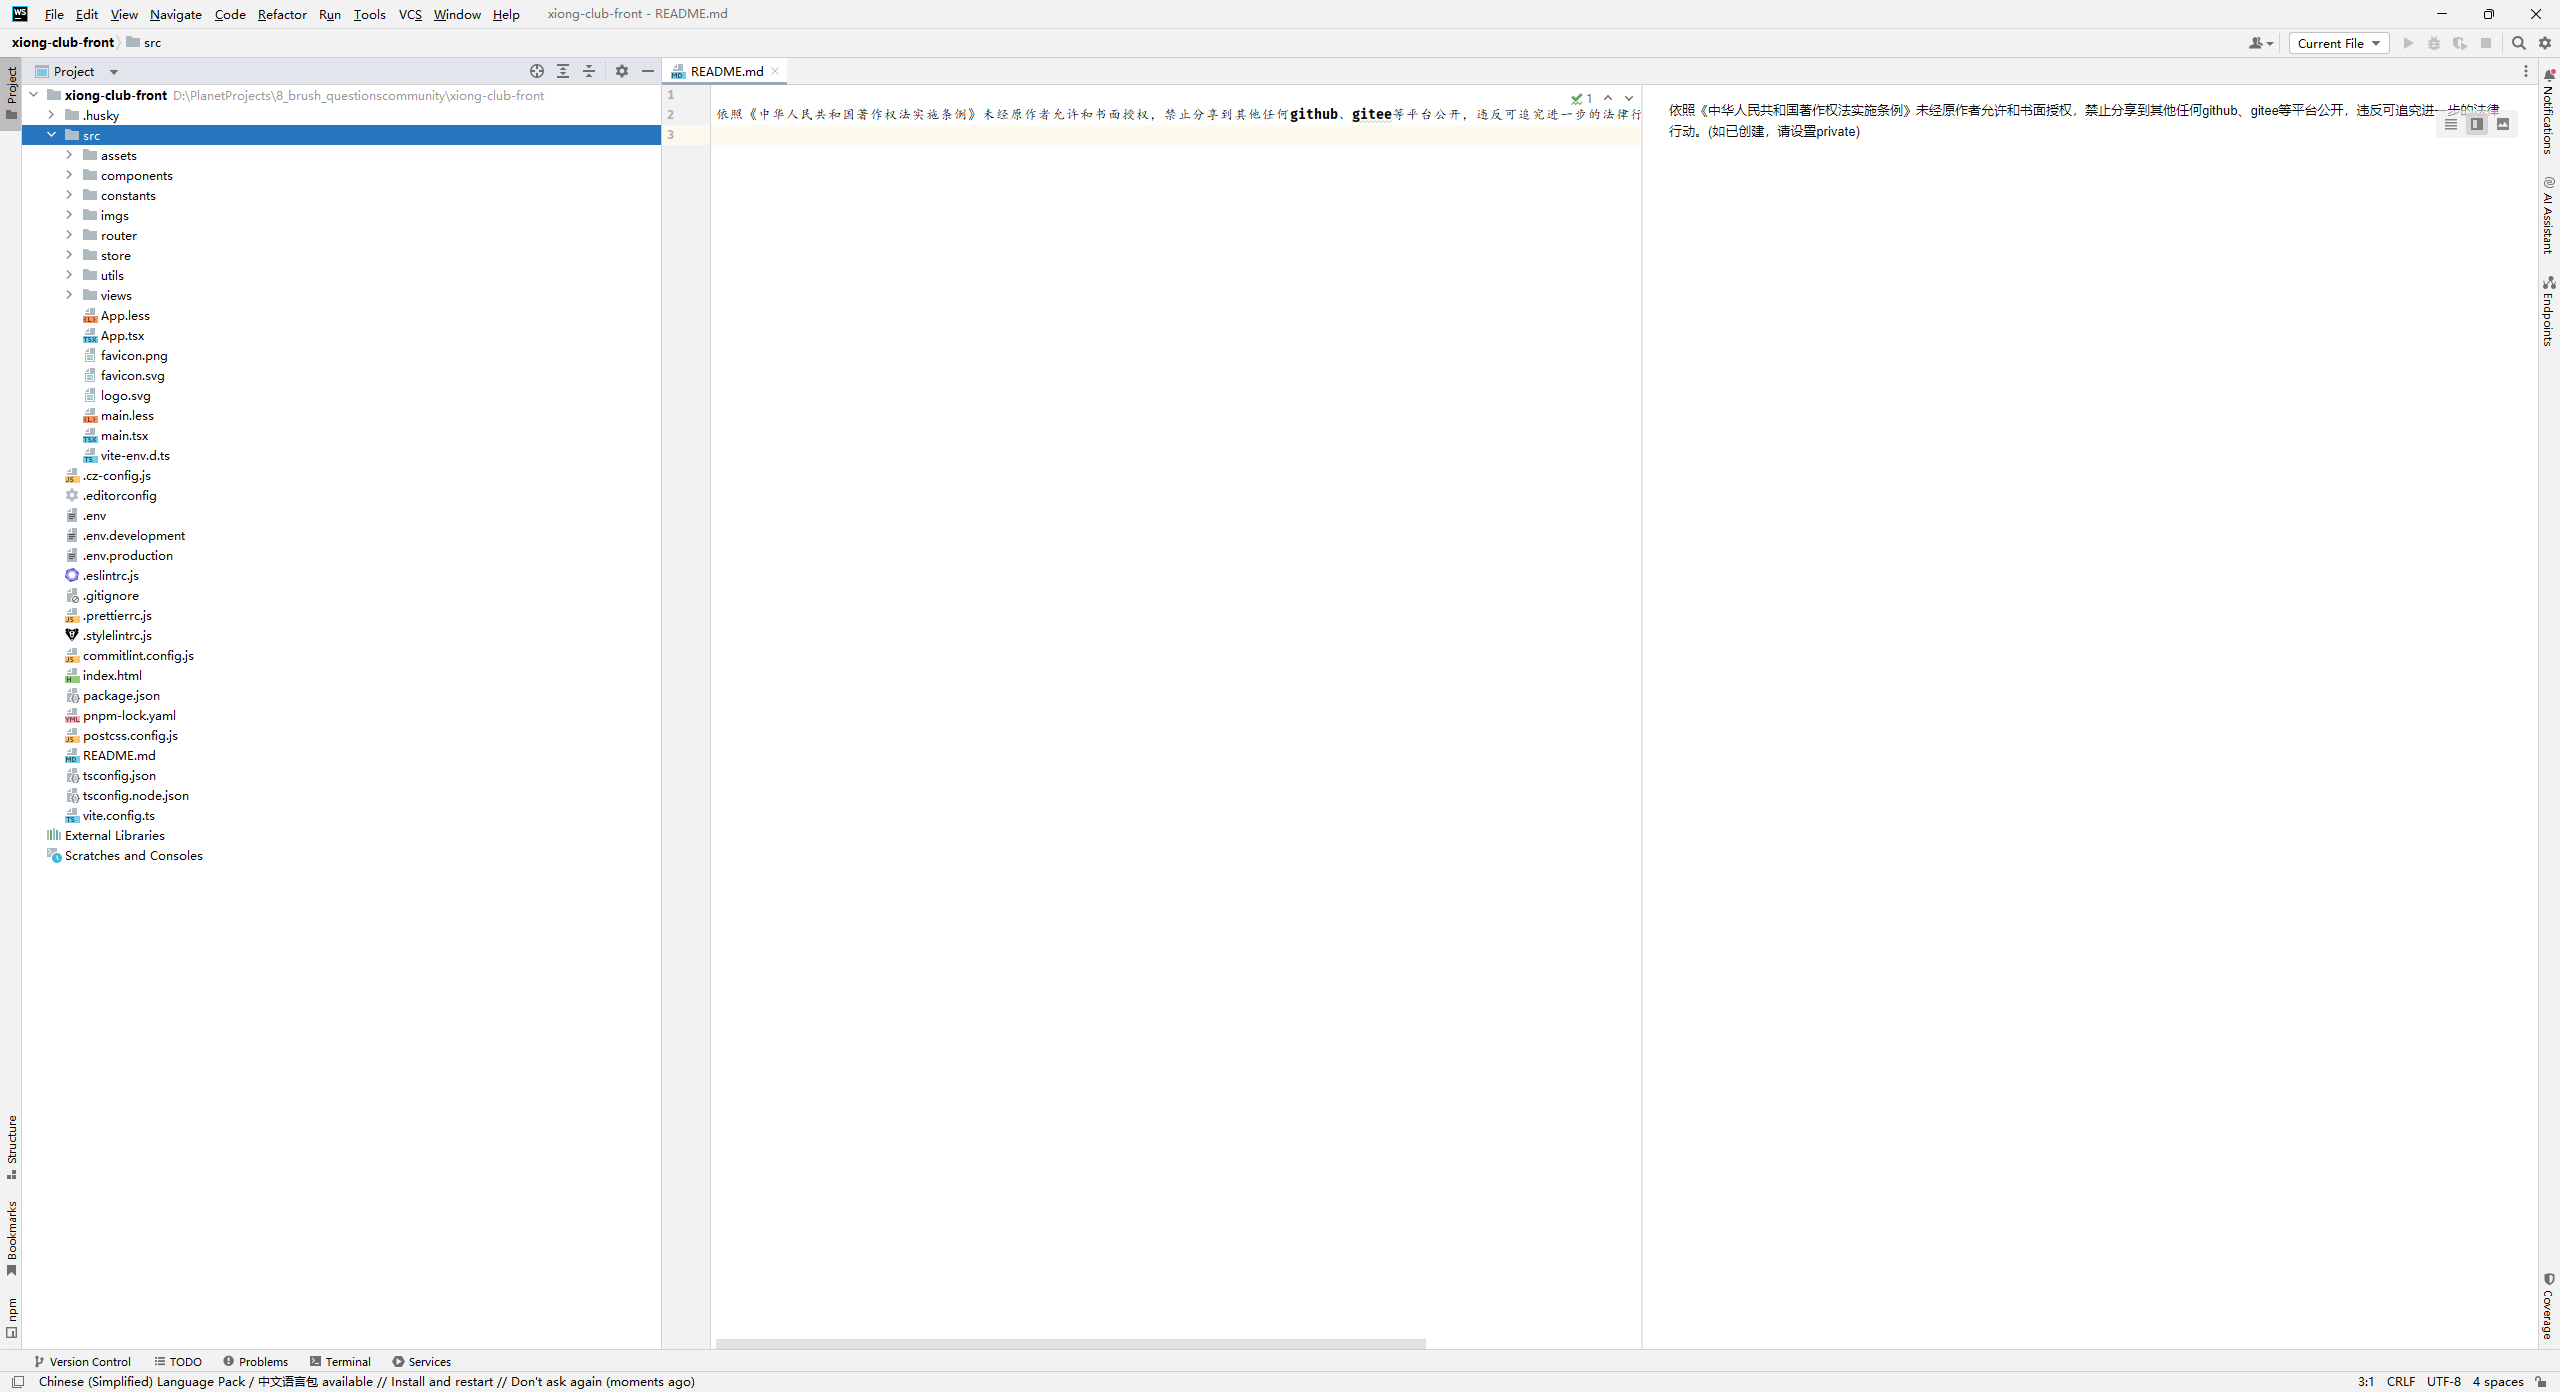 WS File Edit View Navigate Code Refactor Run Tools VCS Window Help xiong-club-front - README.md
xiong-club-front src Current File
Project README.md
xiong-club-front D:\PlanetProjects\8_brush_questionscommunity\xiong-club-front
.husky
src
assets
components
constants
imgs
router
store
utils
views
App.less
App.tsx
favicon.png
favicon.svg
logo.svg
main.less
main.tsx
vite-env.d.ts
.cz-config.js
.editorconfig
.env
.env.development
.env.production
.eslintrc.js
.gitignore
.prettierrc.js
.stylelintrc.js
commitlint.config.js
index.html
package.json
pnpm-lock.yaml
postcss.config.js
README.md
tsconfig.json
tsconfig.node.json
vite.config.ts
External Libraries
Scratches and Consoles
1
2 依照《中华人民共和国著作权法实施条例》未经原作者允许和书面授权，禁止分享到其他任何github、gitee等平台公开，违反可追究进一步的法律行
3
1
依照《中华人民共和国著作权法实施条例》未经原作者允许和书面授权，禁止分享到其他任何github、gitee等平台公开，违反可追究进一步的法律
行动。(如已创建，请设置private)
Project
Structure
Bookmarks
npm
Notifications
AI Assistant
Endpoints
Coverage
Version Control TODO Problems Terminal Services
Chinese (Simplified) Language Pack / 中文语言包 available // Install and restart // Don't ask again (moments ago) 3:1 CRLF UTF-8 4 spaces